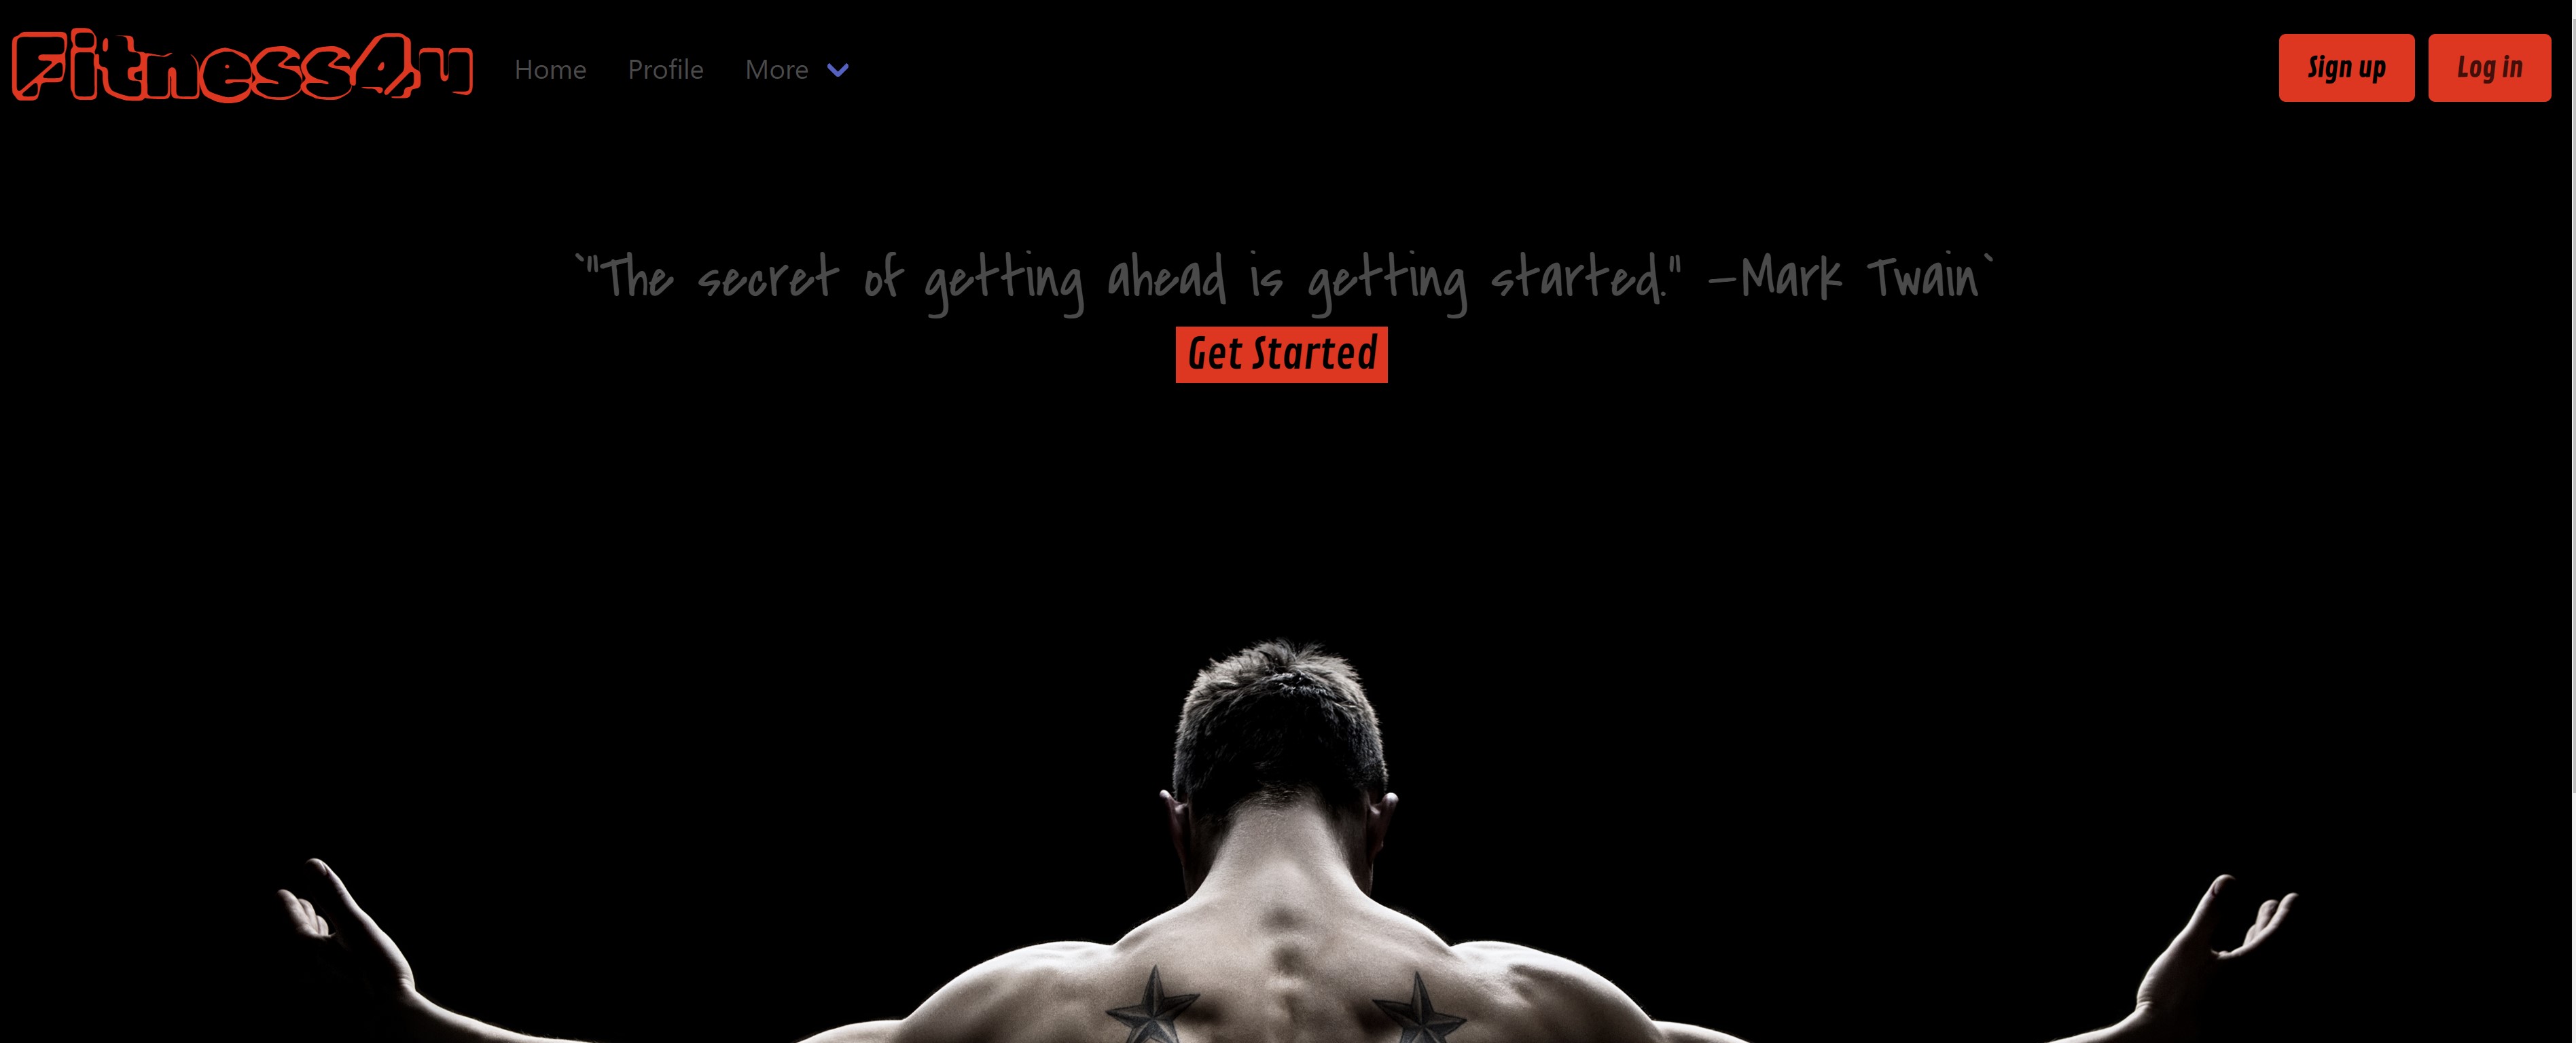 Fitness4u Home Profile More Sign up Log in
`"The secret of getting ahead is getting started." —Mark Twain`
Get Started